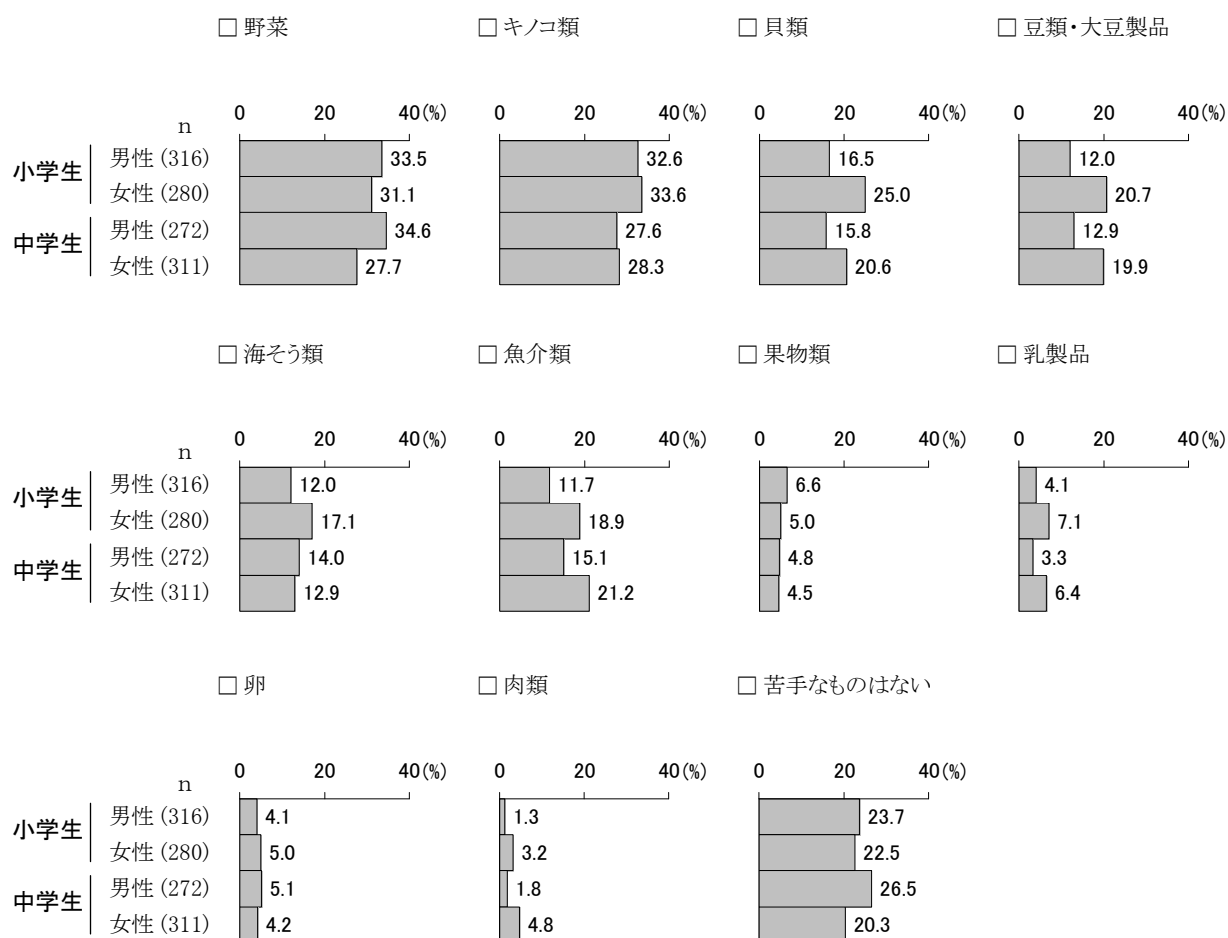 □ 野菜 □ キノコ類 □ 貝類 □ 豆類・大豆製品
0 20 40(%) 0 20 40(%) 0 20 40(%) 0 20 40(%)
n
小学生 男性 (316) 33.5 32.6 16.5 12.0
女性 (280) 31.1 33.6 25.0 20.7
中学生 男性 (272) 34.6 27.6 15.8 12.9
女性 (311) 27.7 28.3 20.6 19.9
□ 海そう類 □ 魚介類 □ 果物類 □ 乳製品
0 20 40(%) 0 20 40(%) 0 20 40(%) 0 20 40(%)
n
小学生 男性 (316) 12.0 11.7 6.6 4.1
女性 (280) 17.1 18.9 5.0 7.1
中学生 男性 (272) 14.0 15.1 4.8 3.3
女性 (311) 12.9 21.2 4.5 6.4
□ 卵 □ 肉類 □ 苦手なものはない
0 20 40(%) 0 20 40(%) 0 20 40(%)
n
小学生 男性 (316) 4.1 1.3 23.7
女性 (280) 5.0 3.2 22.5
中学生 男性 (272) 5.1 1.8 26.5
女性 (311) 4.2 4.8 20.3